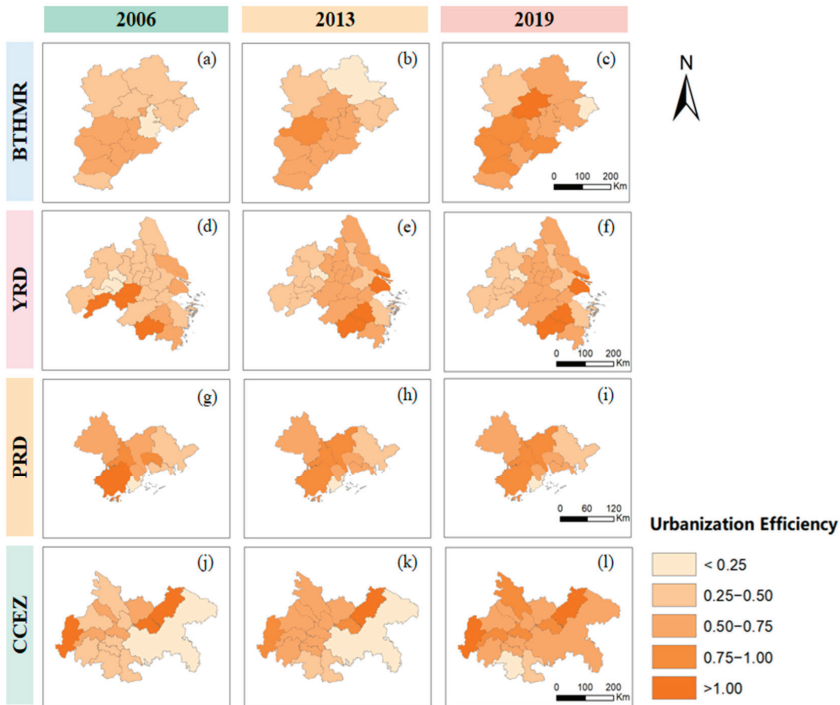 2006 2013 2019
BTHMR
(a) (b) (c)
N
0 100 200
Km
YRD
(d) (e) (f)
0 100 200
Km
PRD
(g) (h) (i)
0 60 120
Km
CCEZ
(j) (k) (l)
0 100 200
Km
Urbanization Efficiency
< 0.25
0.25–0.50
0.50–0.75
0.75–1.00
>1.00